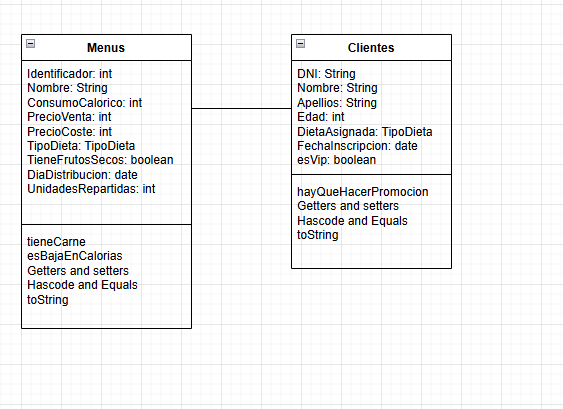 Menus
Identificador: int
Nombre: String
ConsumoCalorico: int
PrecioVenta: int
PrecioCoste: int
TipoDieta: TipoDieta
TieneFrutosSecos: boolean
DiaDistribucion: date
UnidadesRepartidas: int
tieneCarne
esBajaEnCalorias
Getters and setters
Hascode and Equals
toString
Clientes
DNI: String
Nombre: String
Apellios: String
Edad: int
DietaAsignada: TipoDieta
FechaInscripcion: date
esVip: boolean
hayQueHacerPromocion
Getters and setters
Hascode and Equals
toString